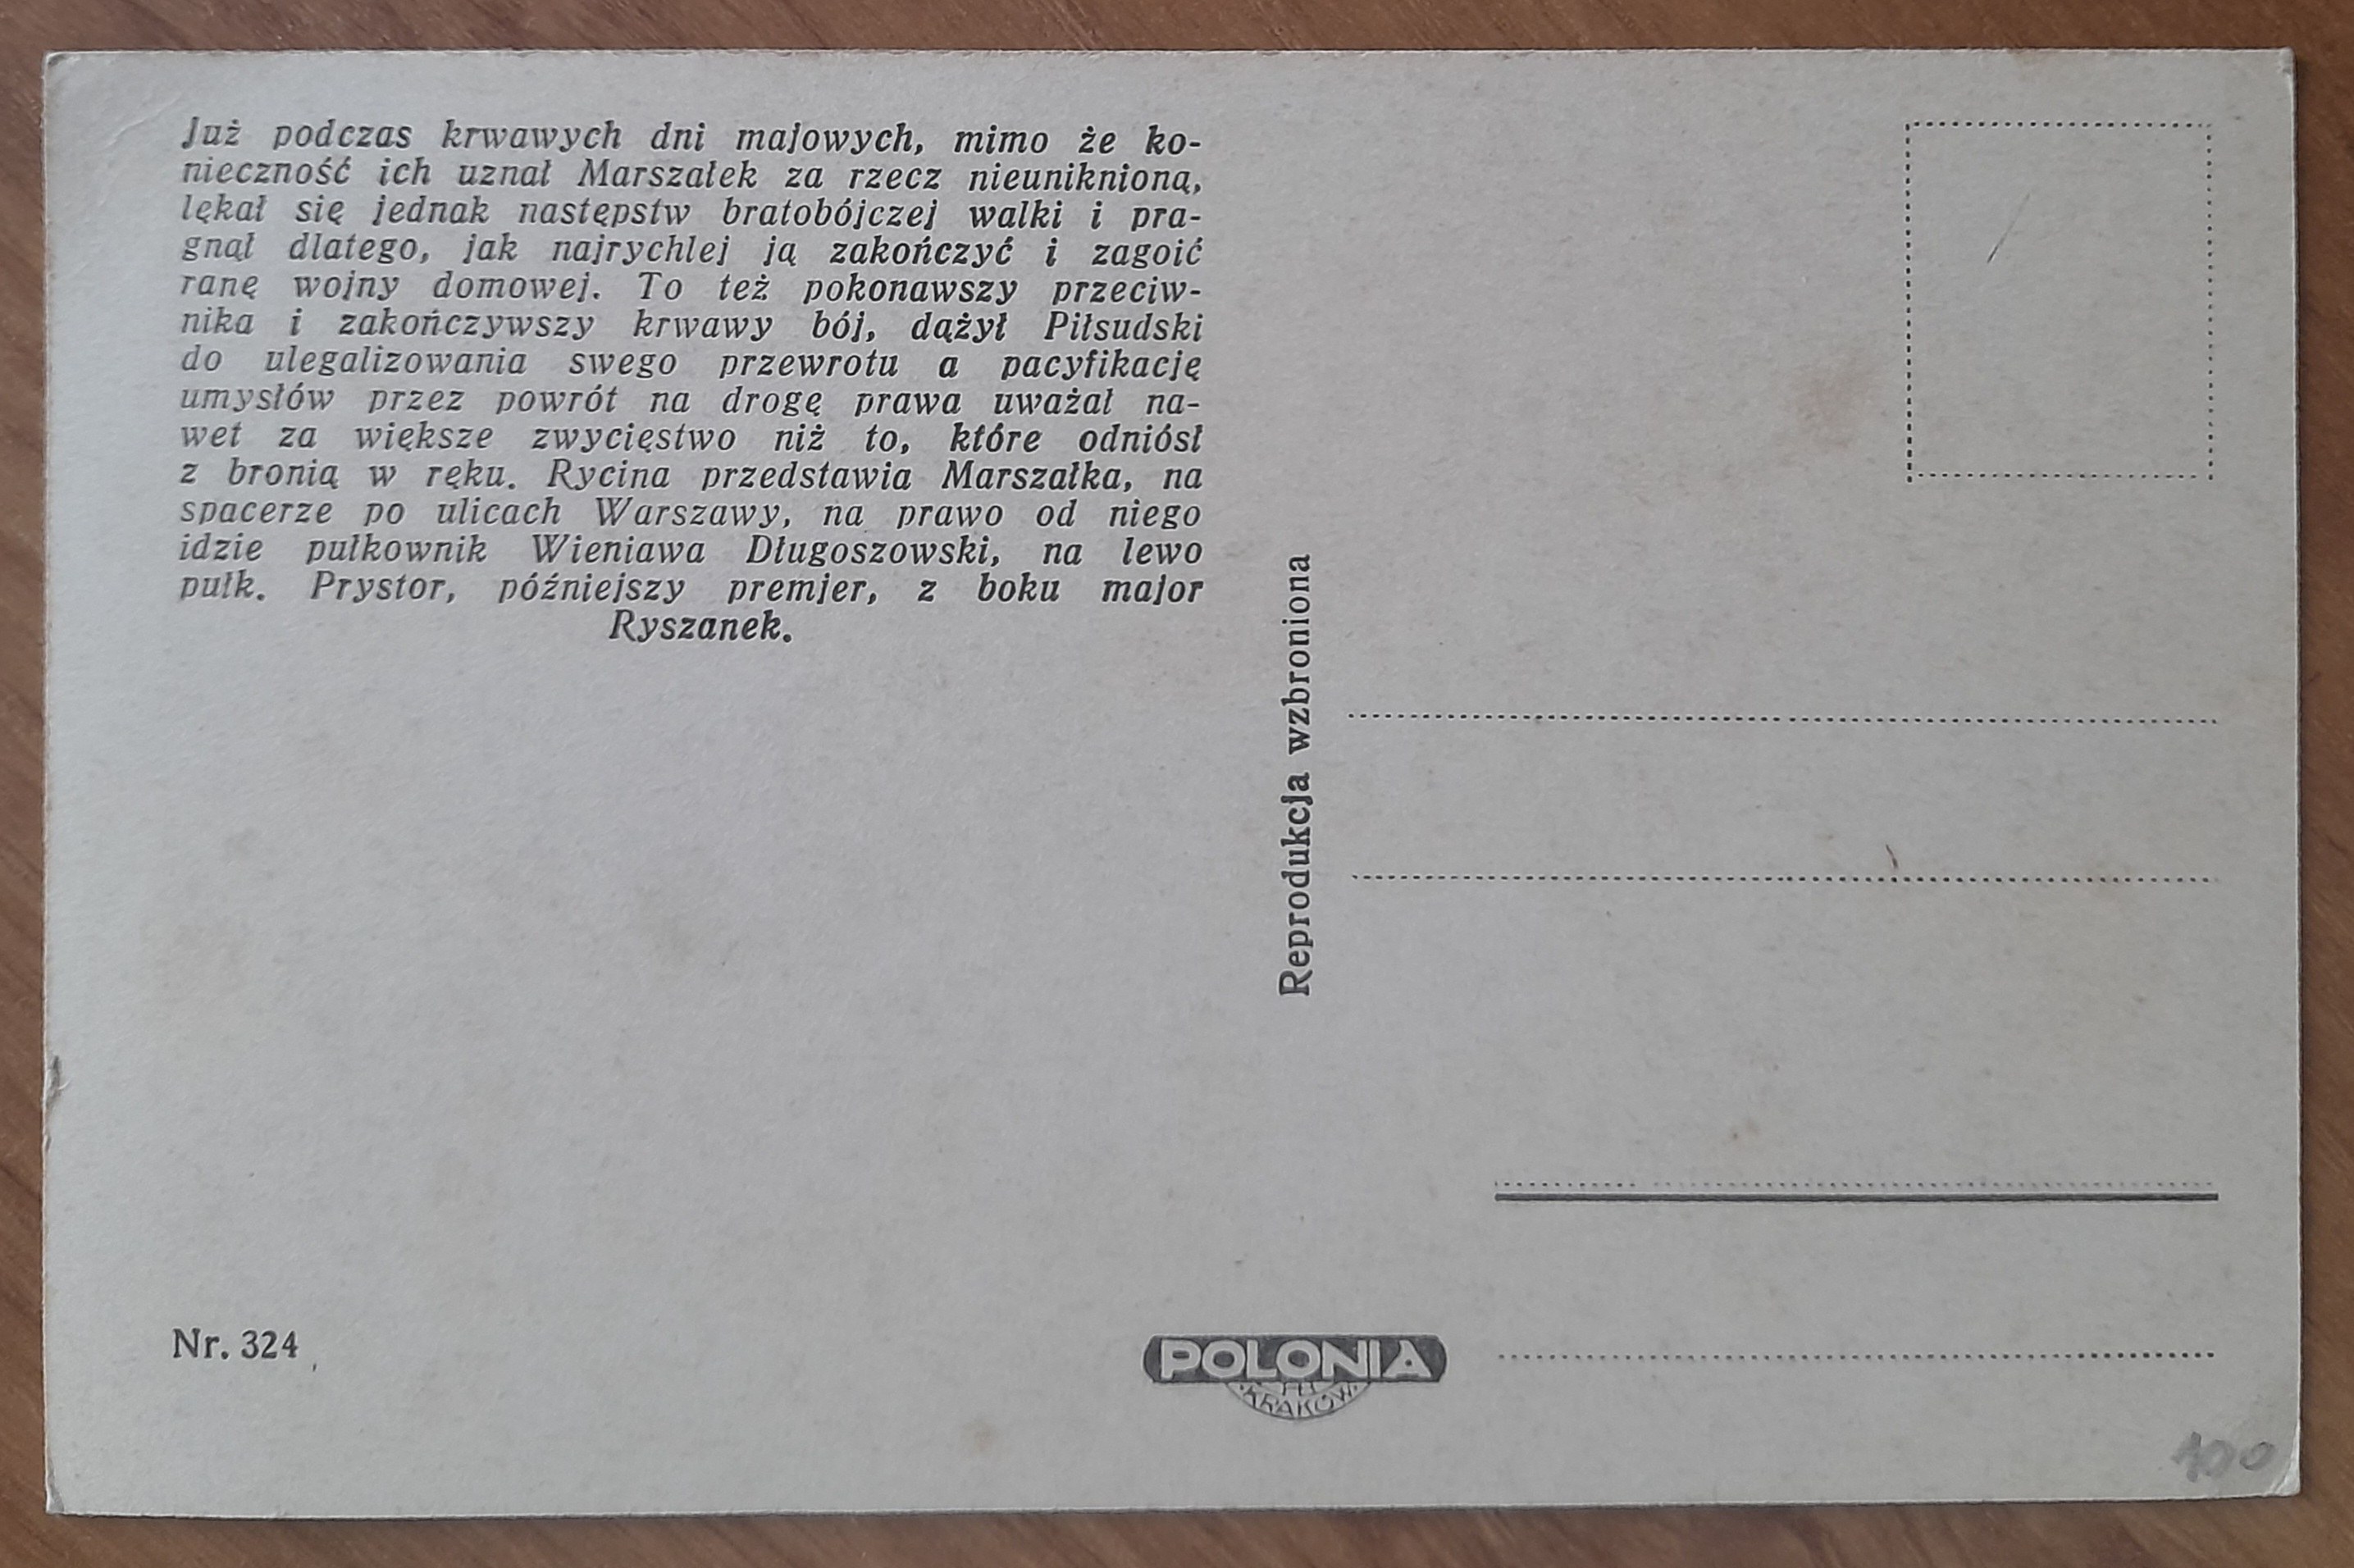 Już podczas krwawych dni majowych, mimo że ko-
nieczność ich uznał Marszałek za rzecz nieuniknioną,
lękał się jednak następstw bratobójczej walki i pra-
gnął dlatego, jak najrychlej ją zakończyć i zagoić
ranę wojny domowej. To też pokonawszy przeciw-
nika i zakończywszy krwawy bój, dążył Piłsudski
do ulegalizowania swego przewrotu a pacyfikację
umysłów przez powrót na drogę prawa uważał na-
wet za większe zwycięstwo niż to, które odniósł
z bronią w ręku. Rycina przedstawia Marszałka, na
spacerze po ulicach Warszawy, na prawo od niego
idzie pułkownik Wieniawa Długoszowski, na lewo
pułk. Prystor, późniejszy premjer, z boku major
Ryszanek.
Reprodukcja wzbroniona
Nr. 324
POLONIA
KRAKÓW
100